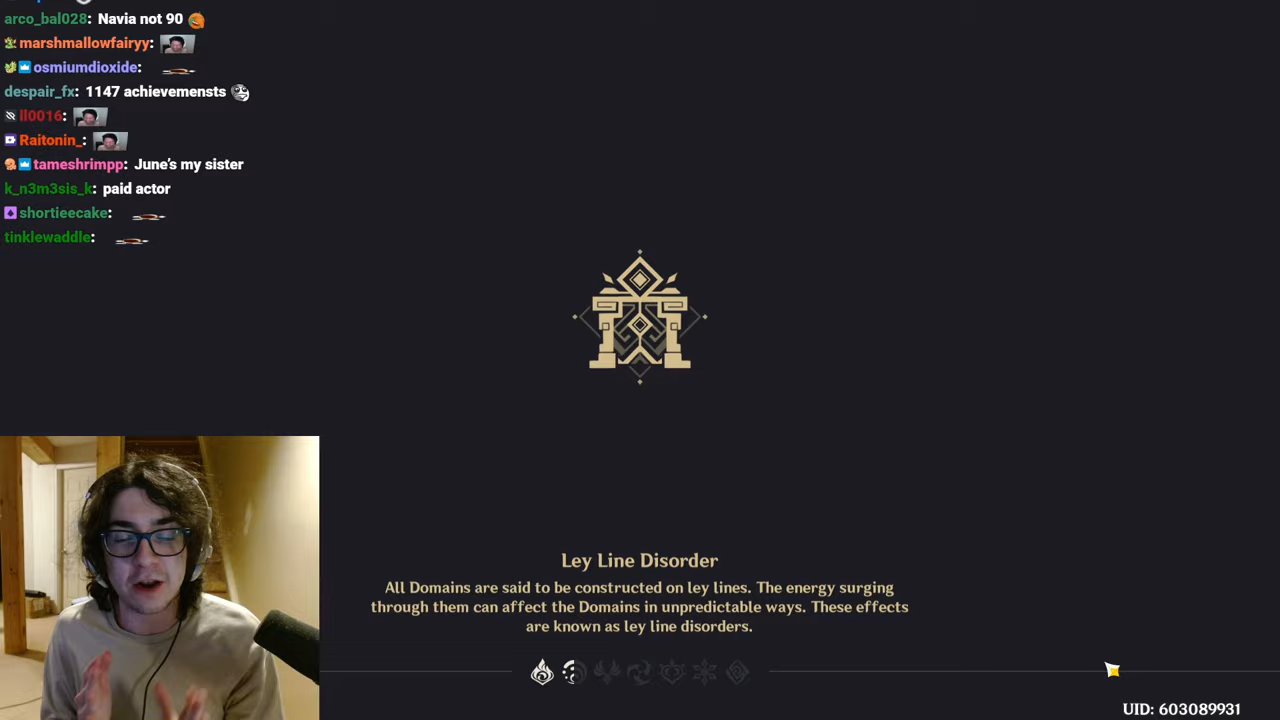 arco_bal028: Navia not 90
marshmallowfairyy:
osmiumdioxide:
despair_fx: 1147 achievemensts
ll0016:
Raitonin_:
tameshrimpp: June's my sister
k_n3m3sis_k: paid actor
shortieecake:
tinklewaddle:
Ley Line Disorder
All Domains are said to be constructed on ley lines. The energy surging
through them can affect the Domains in unpredictable ways. These effects
are known as ley line disorders.
UID: 603089931